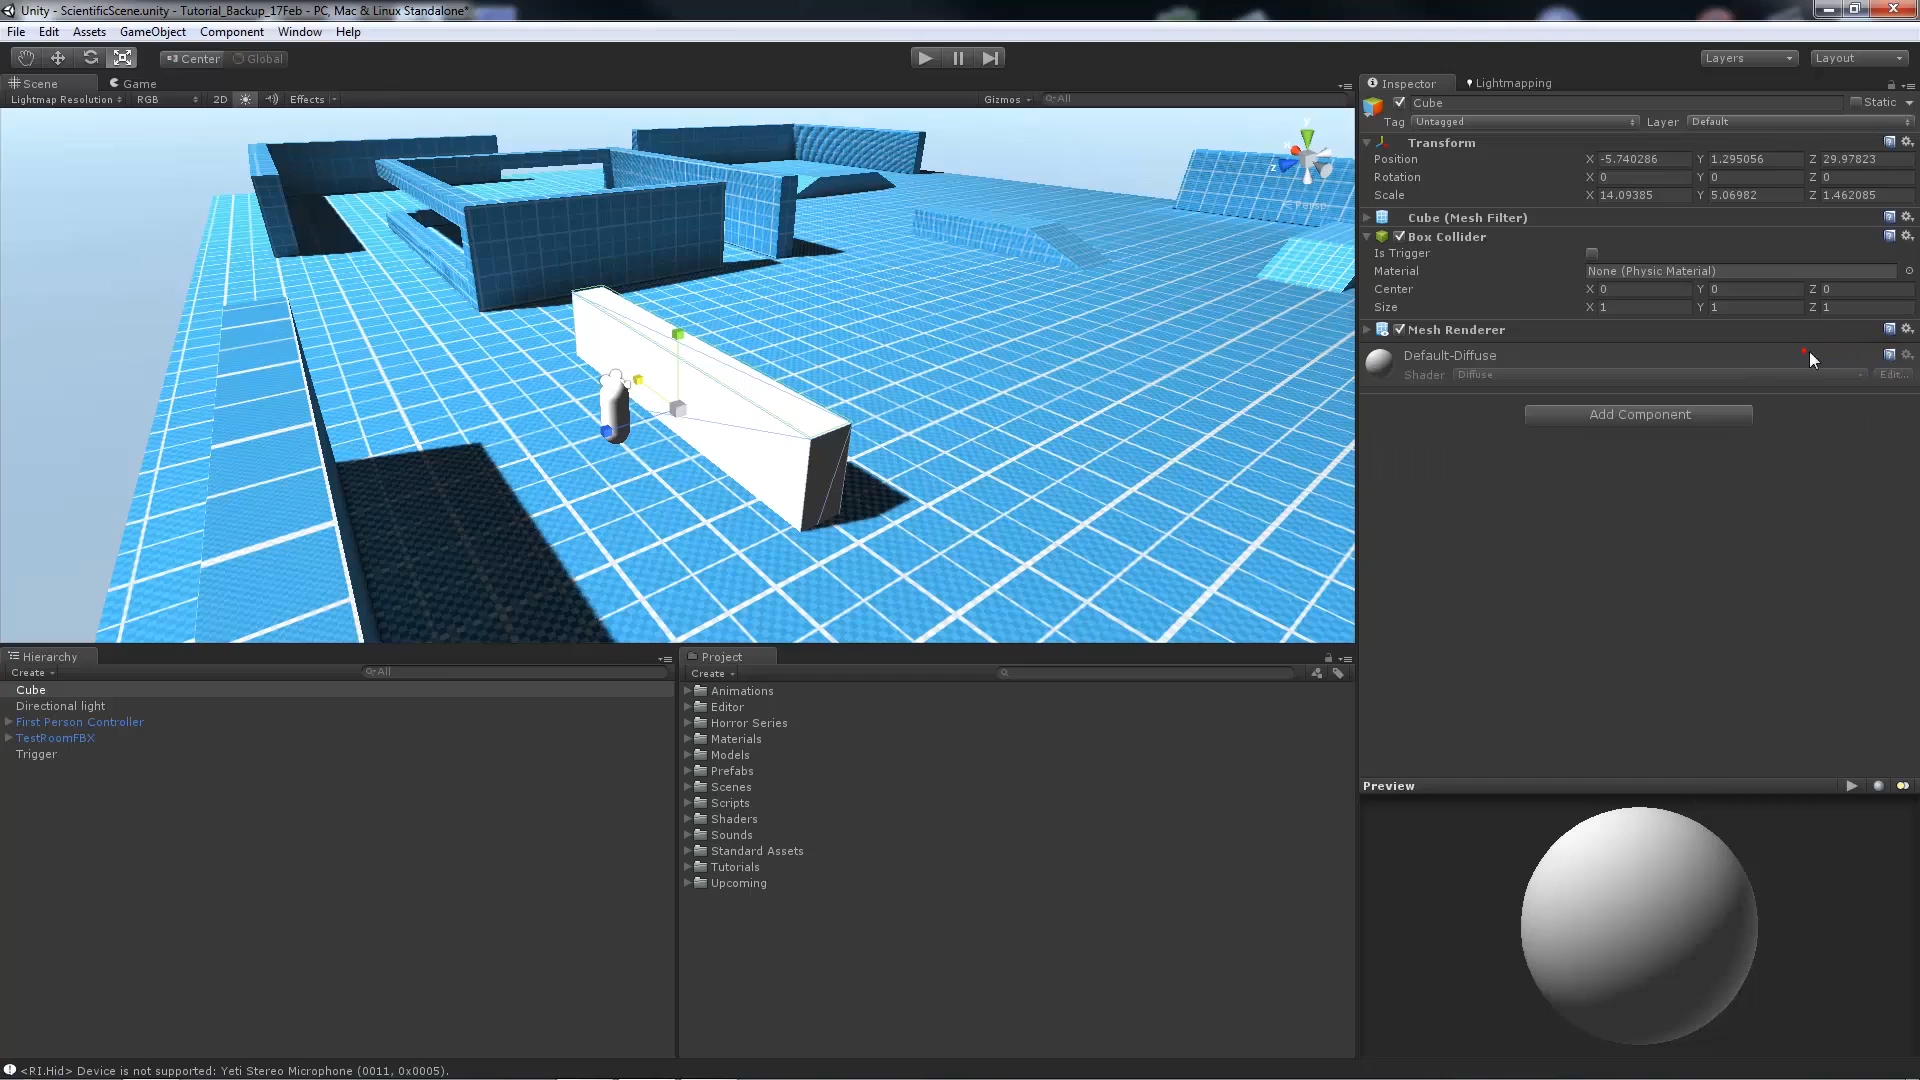 Unity - ScientificScene.unity - Tutorial_Backup_17Feb - PC, Mac & Linux Standalone*
File Edit Assets GameObject Component Window Help
Center Global Layers Layout
Scene Game
Lightmap Resolution RGB 2D Effects Gizmos All
y
x
z
Persp
Inspector Lightmapping
Cube Static
Tag Untagged Layer Default
Transform
Position X -5.740286 Y 1.295056 Z 29.97823
Rotation X 0 Y 0 Z 0
Scale X 14.09385 Y 5.06982 Z 1.462085
Cube (Mesh Filter)
Box Collider
Is Trigger
Material None (Physic Material)
Center X 0 Y 0 Z 0
Size X 1 Y 1 Z 1
Mesh Renderer
Default-Diffuse
Shader Diffuse Edit...
Add Component
Hierarchy
Create All
Cube
Directional light
First Person Controller
TestRoomFBX
Trigger
Project
Create
Animations
Editor
Horror Series
Materials
Models
Prefabs
Scenes
Scripts
Shaders
Sounds
Standard Assets
Tutorials
Upcoming
Preview
<RI.Hid> Device is not supported: Yeti Stereo Microphone (0011, 0x0005).